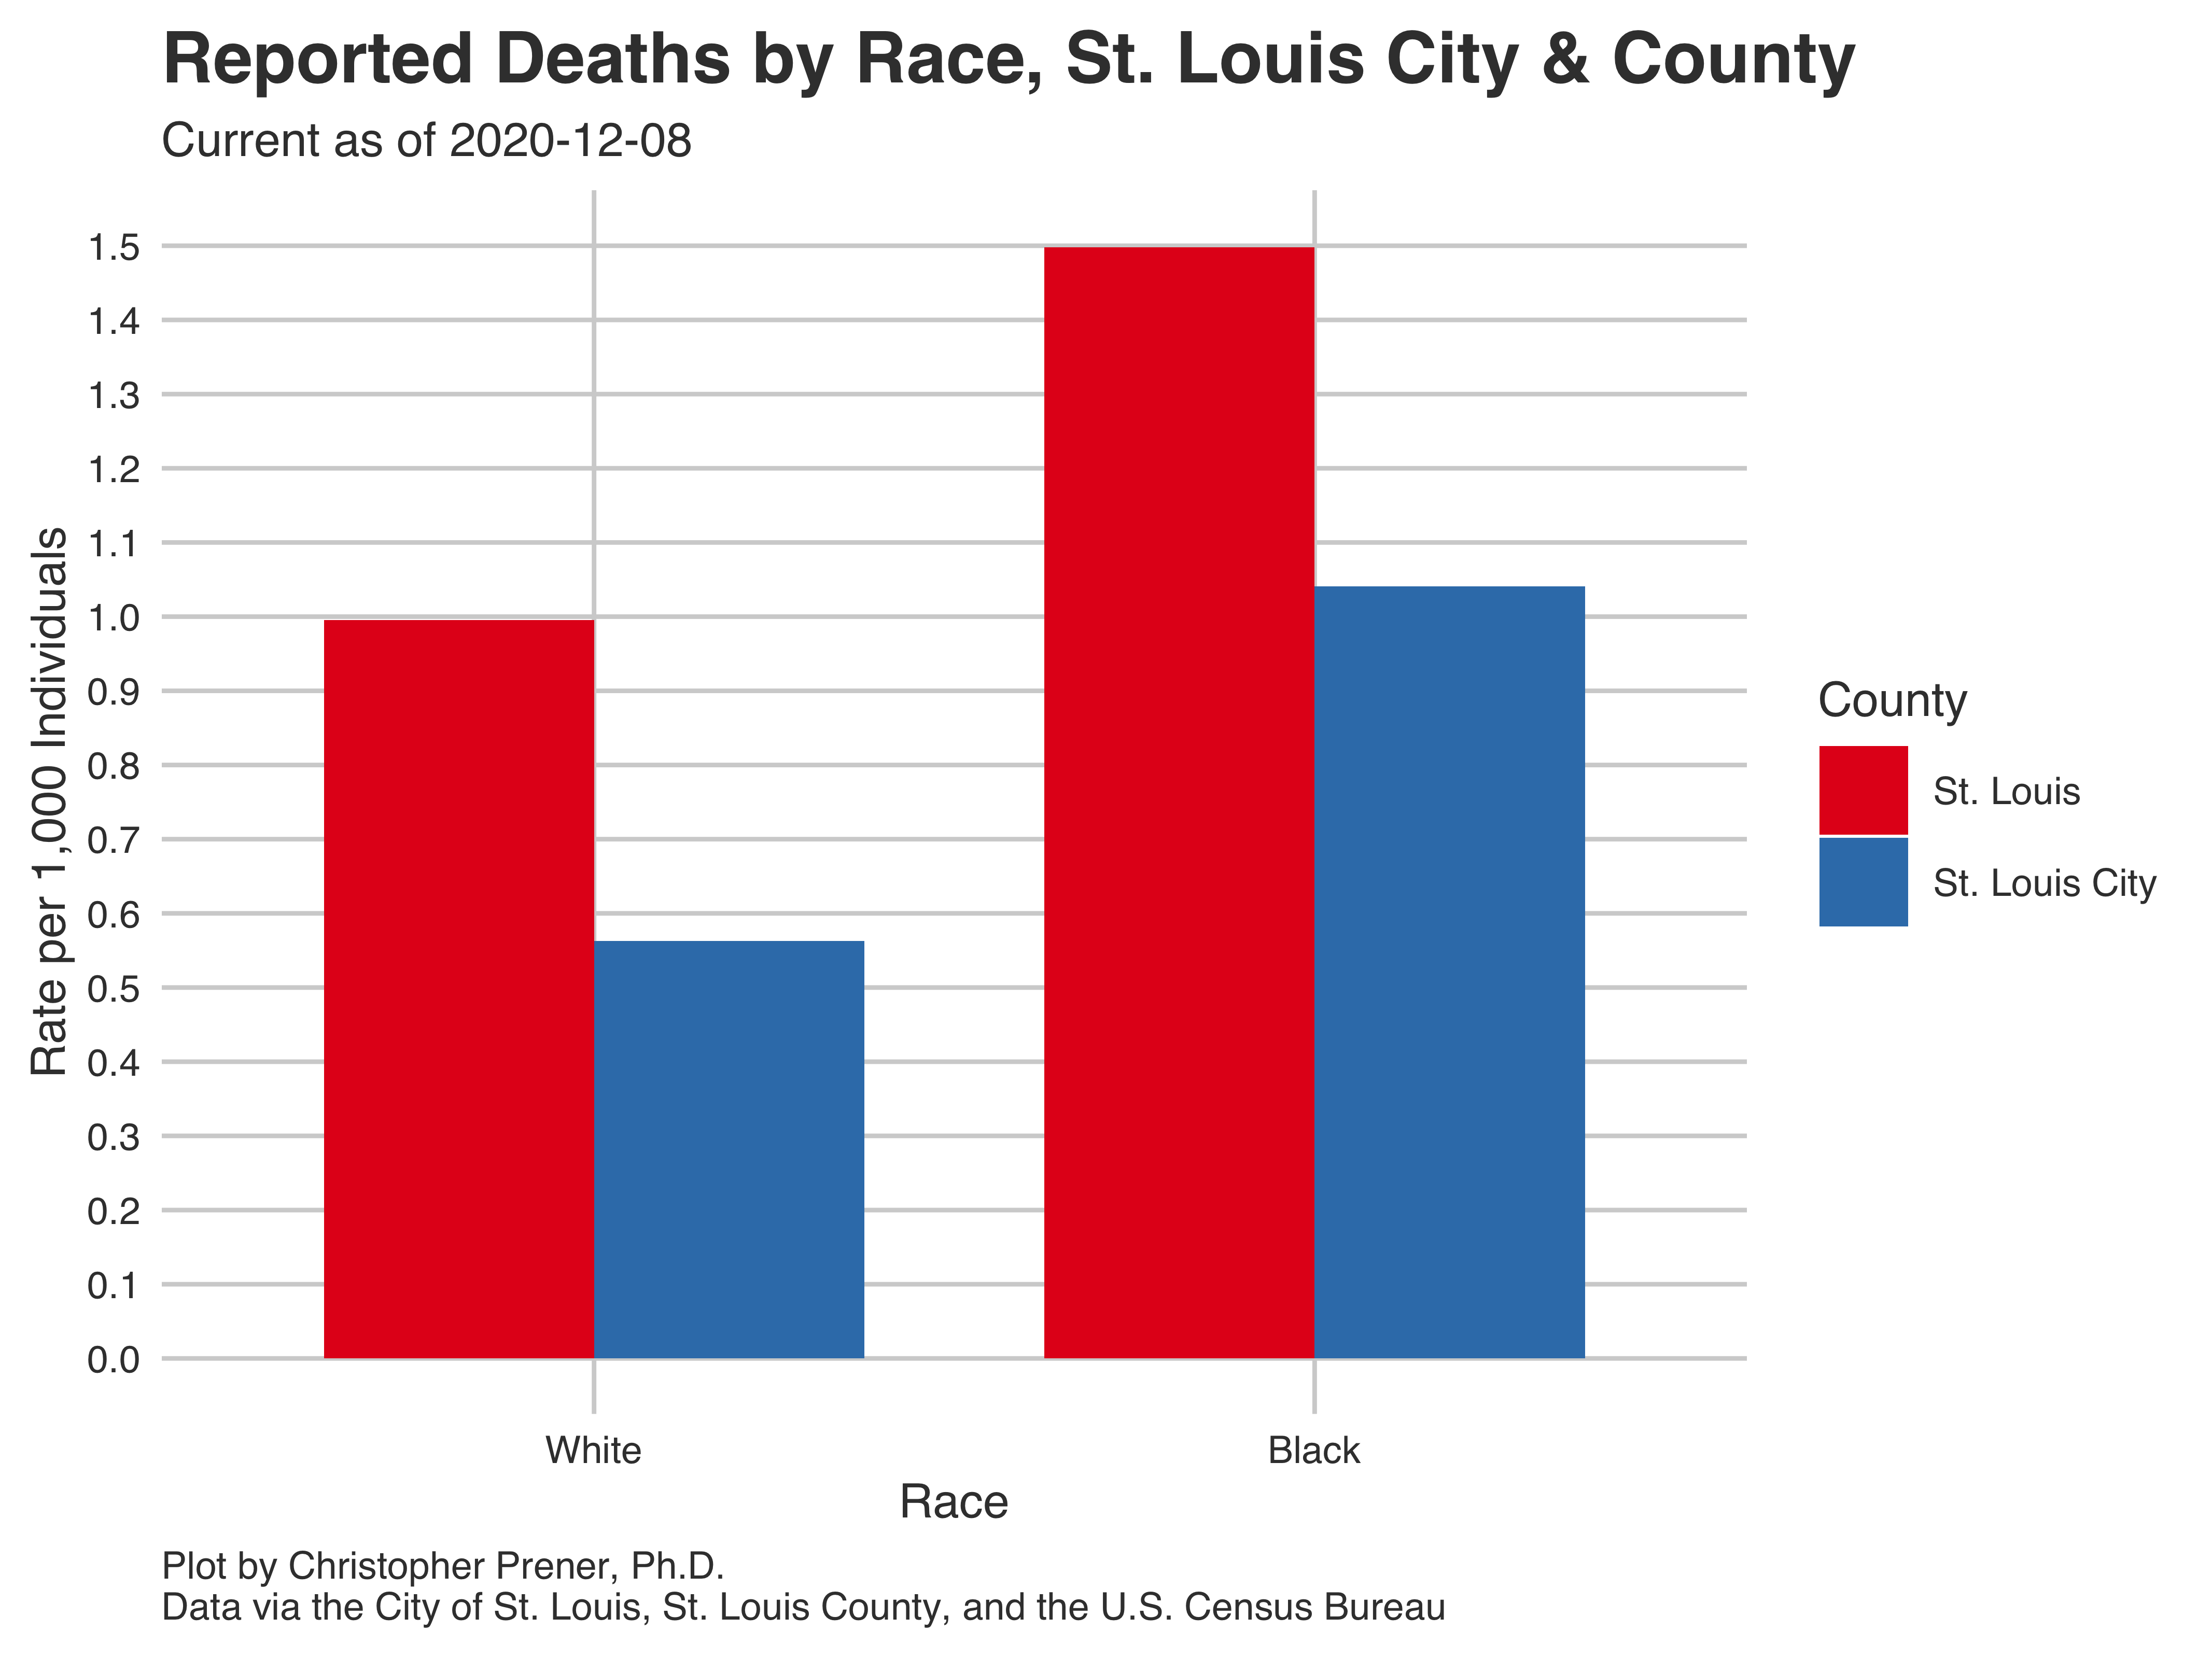 Reported Deaths by Race, St. Louis City & County
Current as of 2020-12-08
Rate per 1,000 Individuals
1.5
1.4
1.3
1.2
1.1
1.0
0.9
0.8
0.7
0.6
0.5
0.4
0.3
0.2
0.1
0.0
White
Black
Race
County
St. Louis
St. Louis City
Plot by Christopher Prener, Ph.D.
Data via the City of St. Louis, St. Louis County, and the U.S. Census Bureau